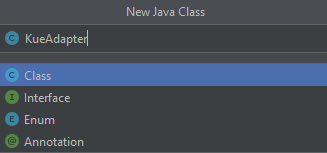 New Java Class
C KueAdapter
C Class
I Interface
E Enum
@ Annotation